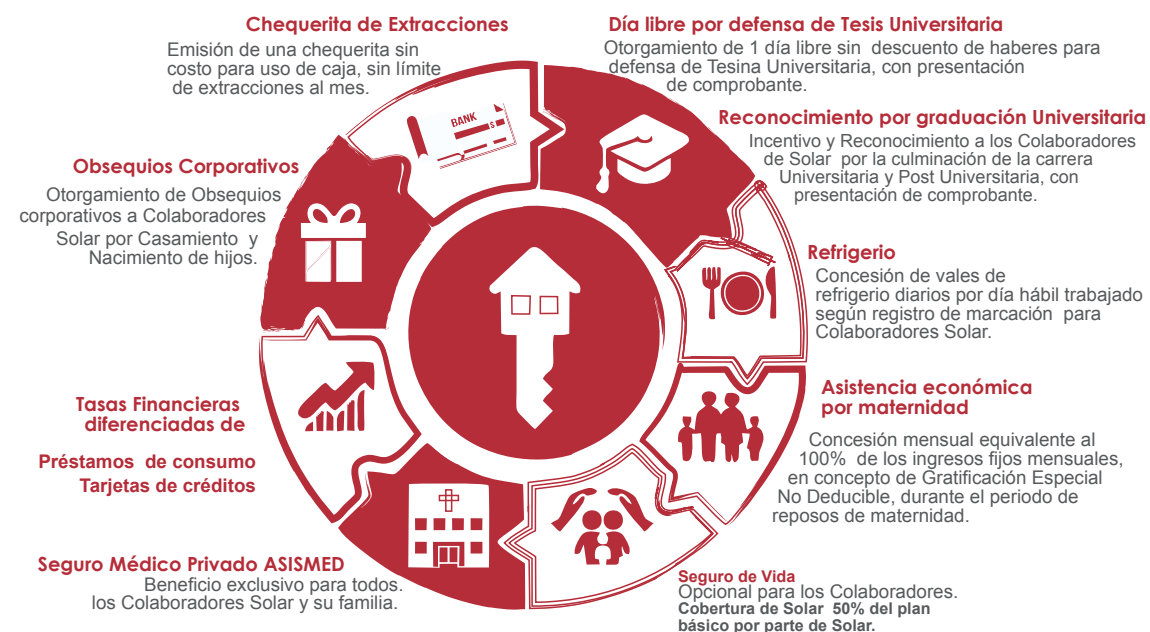 Chequerita de Extracciones
Emisión de una chequerita sin
costo para uso de caja, sin límite
de extracciones al mes.
Día libre por defensa de Tesis Universitaria
Otorgamiento de 1 día libre sin descuento de haberes para
defensa de Tesina Universitaria, con presentación
de comprobante.
BANK
$
Reconocimiento por graduación Universitaria
Incentivo y Reconocimiento a los Colaboradores
de Solar por la culminación de la carrera
Universitaria y Post Universitaria, con
presentación de comprobante.
Obsequios Corporativos
Otorgamiento de Obsequios
corporativos a Colaboradores
Solar por Casamiento y
Nacimiento de hijos.
Refrigerio
Concesión de vales de
refrigerio diarios por día hábil trabajado
según registro de marcación para
Colaboradores Solar.
Tasas Financieras
diferenciadas de
Préstamos de consumo
Tarjetas de créditos
Asistencia económica
por maternidad
Concesión mensual equivalente al
100% de los ingresos fijos mensuales,
en concepto de Gratificación Especial
No Deducible, durante el periodo de
reposos de maternidad.
Seguro Médico Privado ASISMED
Beneficio exclusivo para todos.
los Colaboradores Solar y su familia.
Seguro de Vida
Opcional para los Colaboradores.
Cobertura de Solar 50% del plan
básico por parte de Solar.